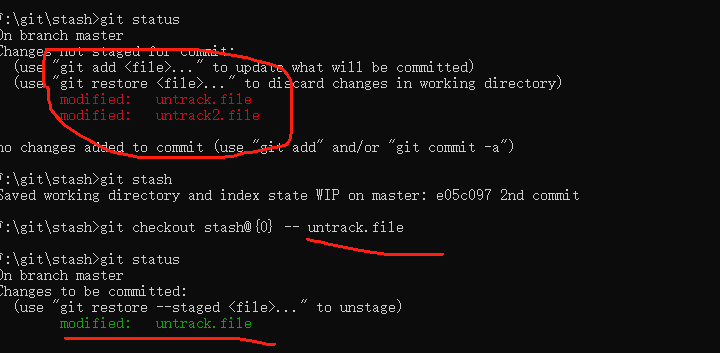 :\git\stash>git status
On branch master
Changes not staged for commit:
(use "git add <file>..." to update what will be committed)
(use "git restore <file>..." to discard changes in working directory)
modified: untrack.file
modified: untrack2.file
no changes added to commit (use "git add" and/or "git commit -a")
:\git\stash>git stash
Saved working directory and index state WIP on master: e05c097 2nd commit
:\git\stash>git checkout stash@{0} -- untrack.file
:\git\stash>git status
On branch master
Changes to be committed:
(use "git restore --staged <file>..." to unstage)
modified: untrack.file